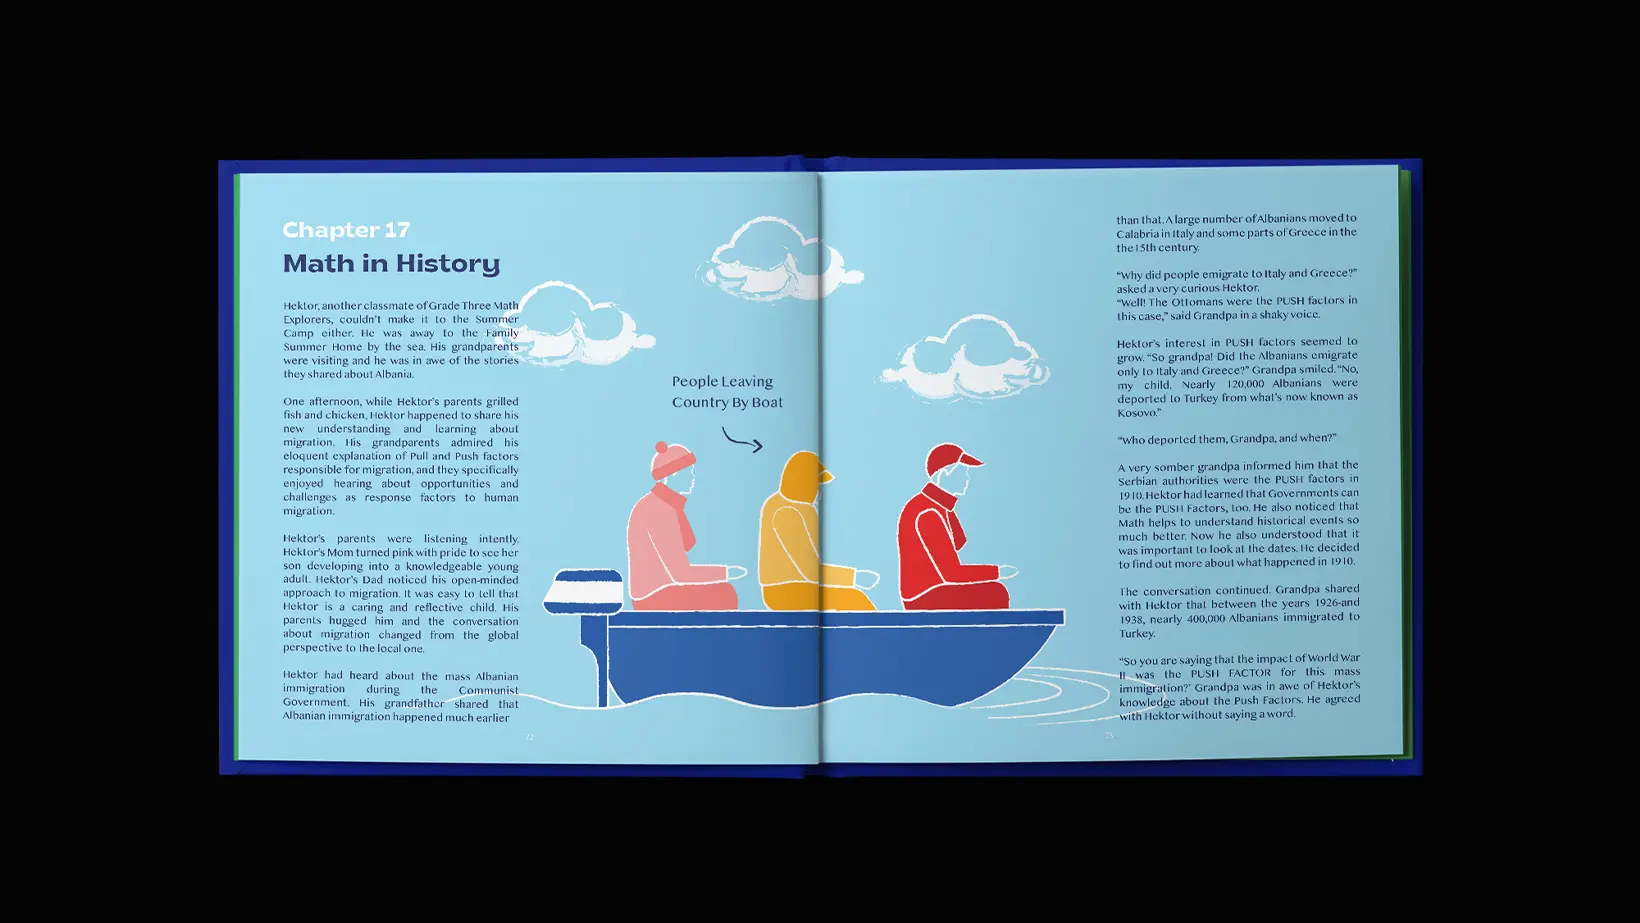 Chapter 17
Math in History
Hektor, another classmate of Grade Three Math
Explorers, couldn't make it to the Summer
Camp either. He was away to the Family
Summer Home by the sea. His grandparents
were visiting and he was in awe of the stories
they shared about Albania.
One afternoon, while Hektor's parents grilled
fish and chicken, Hektor happened to share his
new understanding and learning about
migration. His grandparents admired his
eloquent explanation of Pull and Push factors
responsible for migration, and they specifically
enjoyed hearing about opportunities and
challenges as response factors to human
migration.
Hektor's parents were listening intently.
Hektor's Mom turned pink with pride to see her
son developing into a knowledgeable young
adult. Hektor's Dad noticed his open-minded
approach to migration. It was easy to tell that
Hektor is a caring and reflective child. His
parents hugged him and the conversation
about migration changed from the global
perspective to the local one.
Hektor had heard about the mass Albanian
immigration during the Communist
Government. His grandfather shared that
Albanian immigration happened much earlier
72
People Leaving
Country By Boat
than that. A large number of Albanians moved to
Calabria in Italy and some parts of Greece in the
the 15th century.
"Why did people emigrate to Italy and Greece?"
asked a very curious Hektor.
"Well! The Ottomans were the PUSH factors in
this case," said Grandpa in a shaky voice.
Hektor's interest in PUSH factors seemed to
grow. "So grandpa! Did the Albanians emigrate
only to Italy and Greece?" Grandpa smiled. "No,
my child. Nearly 120,000 Albanians were
deported to Turkey from what's now known as
Kosovo."
"Who deported them, Grandpa, and when?"
A very somber grandpa informed him that the
Serbian authorities were the PUSH factors in
1910. Hektor had learned that Governments can
be the PUSH Factors, too. He also noticed that
Math helps to understand historical events so
much better. Now he also understood that it
was important to look at the dates. He decided
to find out more about what happened in 1910.
The conversation continued. Grandpa shared
with Hektor that between the years 1926-and
1938, nearly 400,000 Albanians immigrated to
Turkey.
"So you are saying that the impact of World War
II was the PUSH FACTOR for this mass
immigration?' Grandpa was in awe of Hektor's
knowledge about the Push Factors. He agreed
with Hektor without saying a word.
73